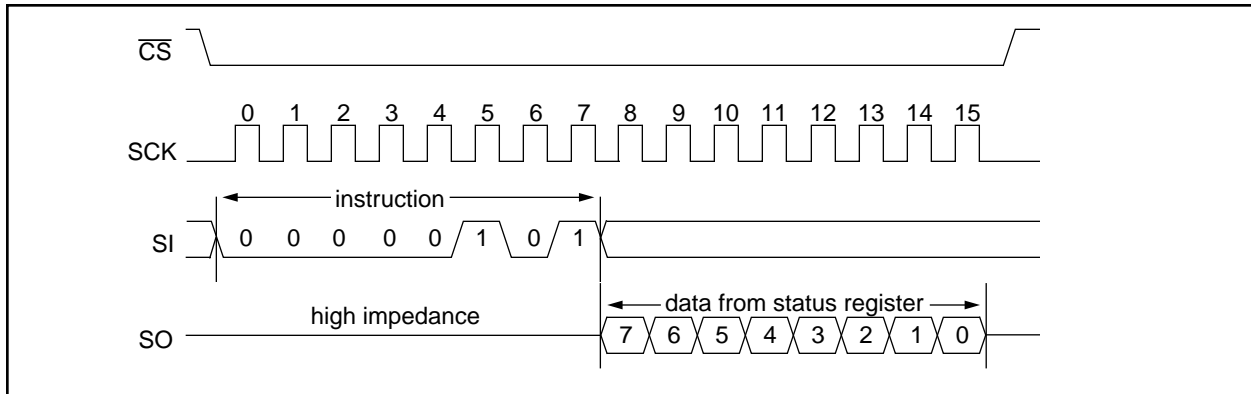 CS
0 1 2 3 4 5 6 7 8 9 10 11 12 13 14 15
SCK
instruction
SI 0 0 0 0 0 1 0 1
high impedance data from status register
SO 7 6 5 4 3 2 1 0